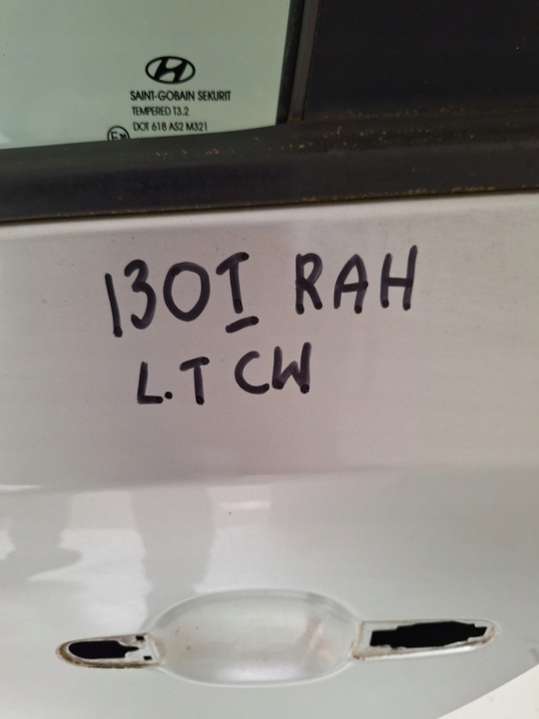 SAINT-GOBAIN SEKURIT
TEMPERED T3.2
DOT 618 AS2 M321
I30I RAH
L.T CW